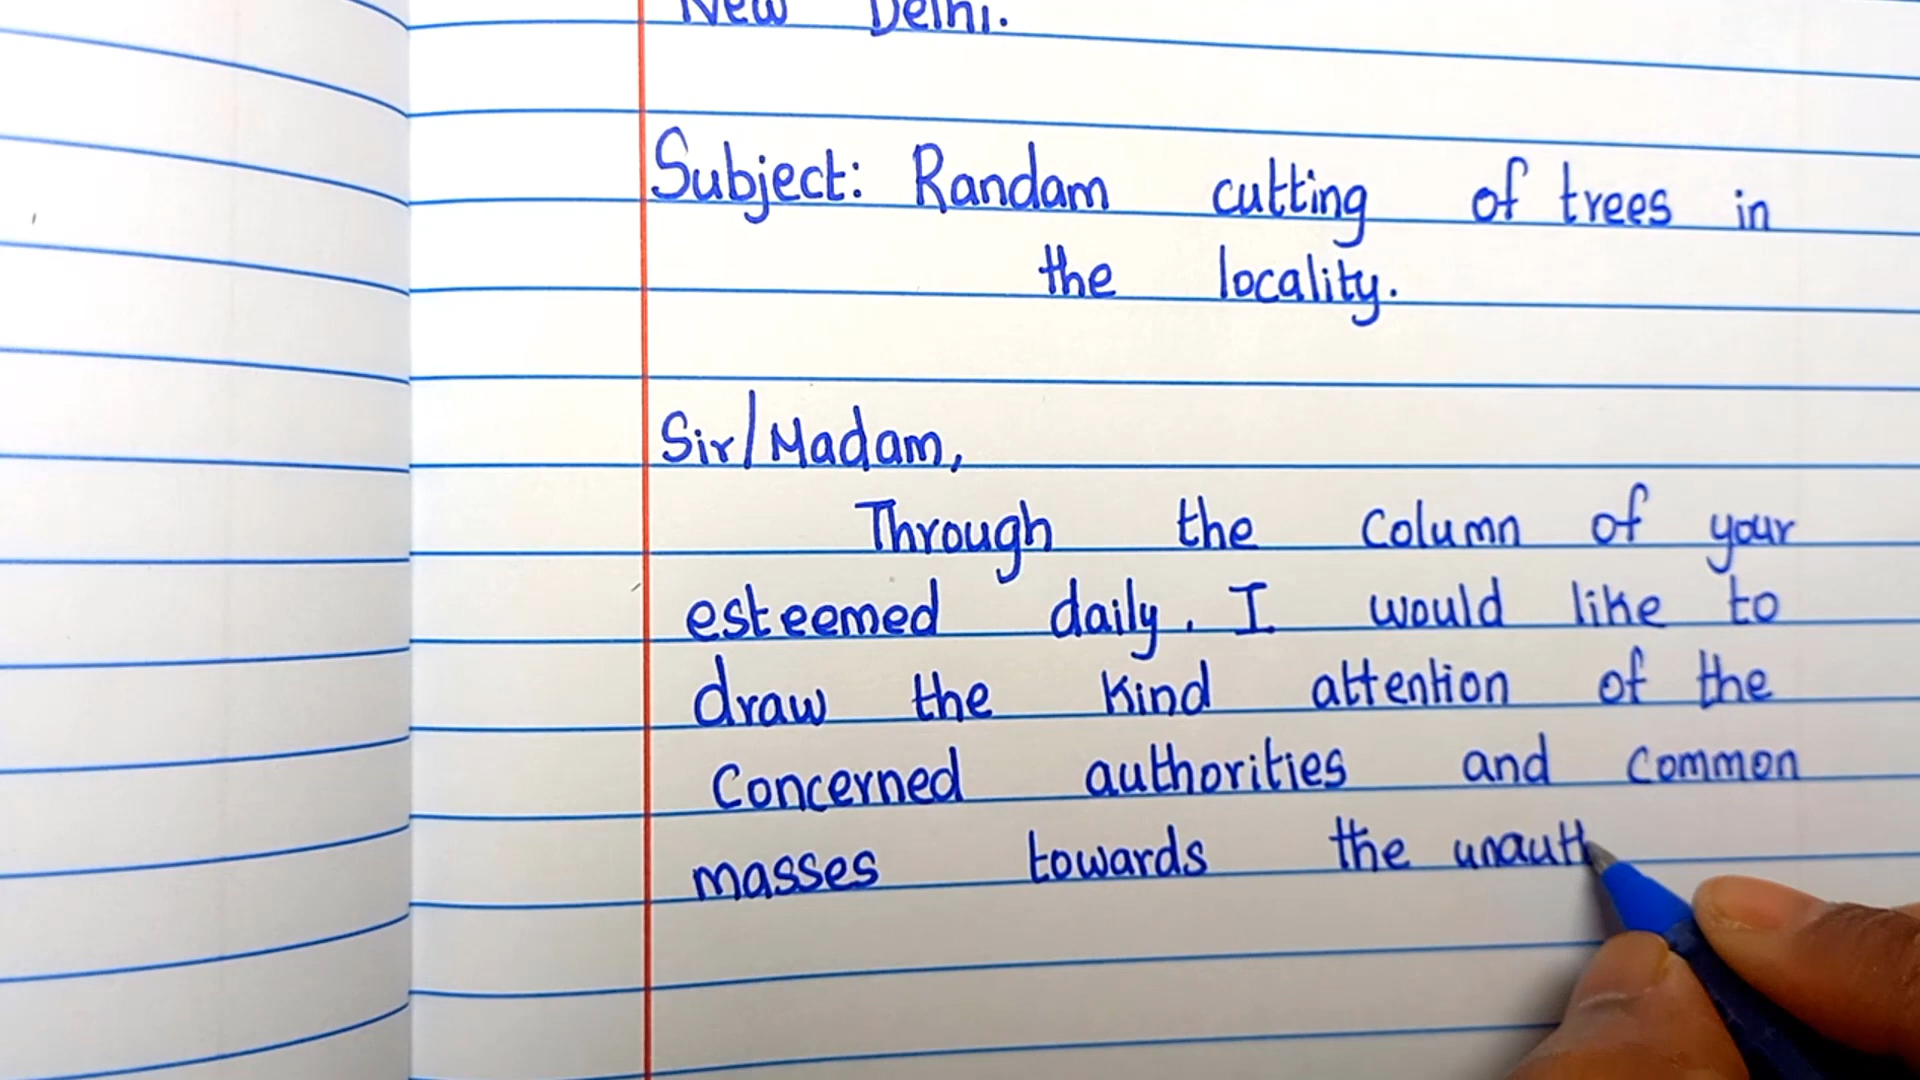 New Delhi.
Subject: Randam cutting of trees in
the locality.
Sir/Madam,
Through the Column of your
esteemed daily. I would like to
draw the kind attention of the
Concerned authorities and common
masses towards the unauth